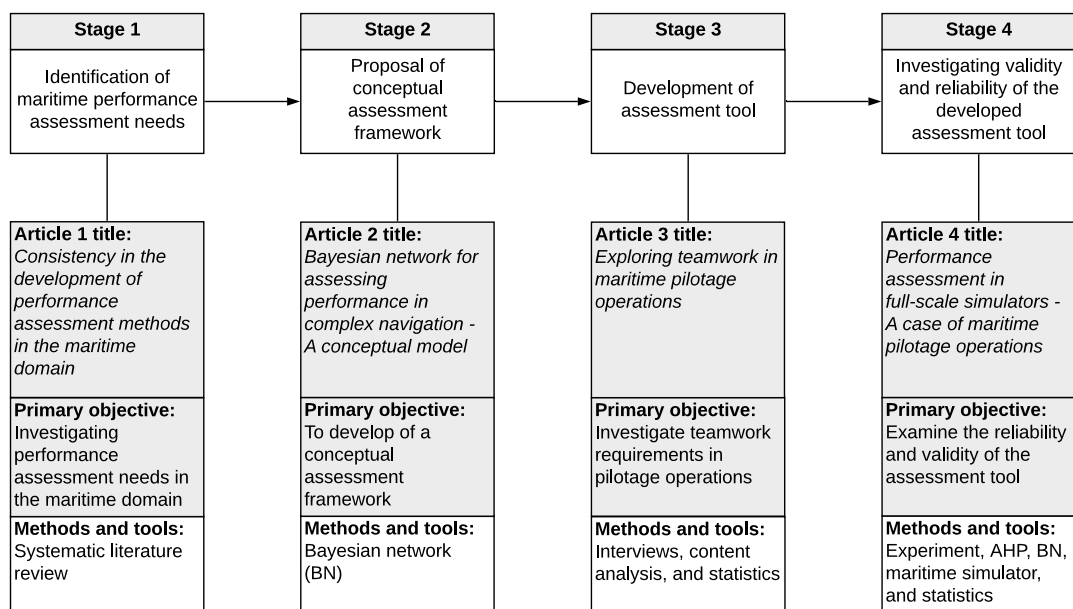 Stage 1
Identification of
maritime performance
assessment needs
Stage 2
Proposal of
conceptual
assessment
framework
Stage 3
Development of
assessment tool
Stage 4
Investigating validity
and reliability of the
developed
assessment tool
Article 1 title:
Consistency in the
development of
performance
assessment methods
in the maritime
domain
Primary objective:
Investigating
performance
assessment needs in
the maritime domain
Methods and tools:
Systematic literature
review
Article 2 title:
Bayesian network for
assessing
performance in
complex navigation -
A conceptual model
Primary objective:
To develop of a
conceptual
assessment
framework
Methods and tools:
Bayesian network
(BN)
Article 3 title:
Exploring teamwork in
maritime pilotage
operations
Primary objective:
Investigate teamwork
requirements in
pilotage operations
Methods and tools:
Interviews, content
analysis, and statistics
Article 4 title:
Performance
assessment in
full-scale simulators -
A case of maritime
pilotage operations
Primary objective:
Examine the reliability
and validity of the
assessment tool
Methods and tools:
Experiment, AHP, BN,
maritime simulator,
and statistics